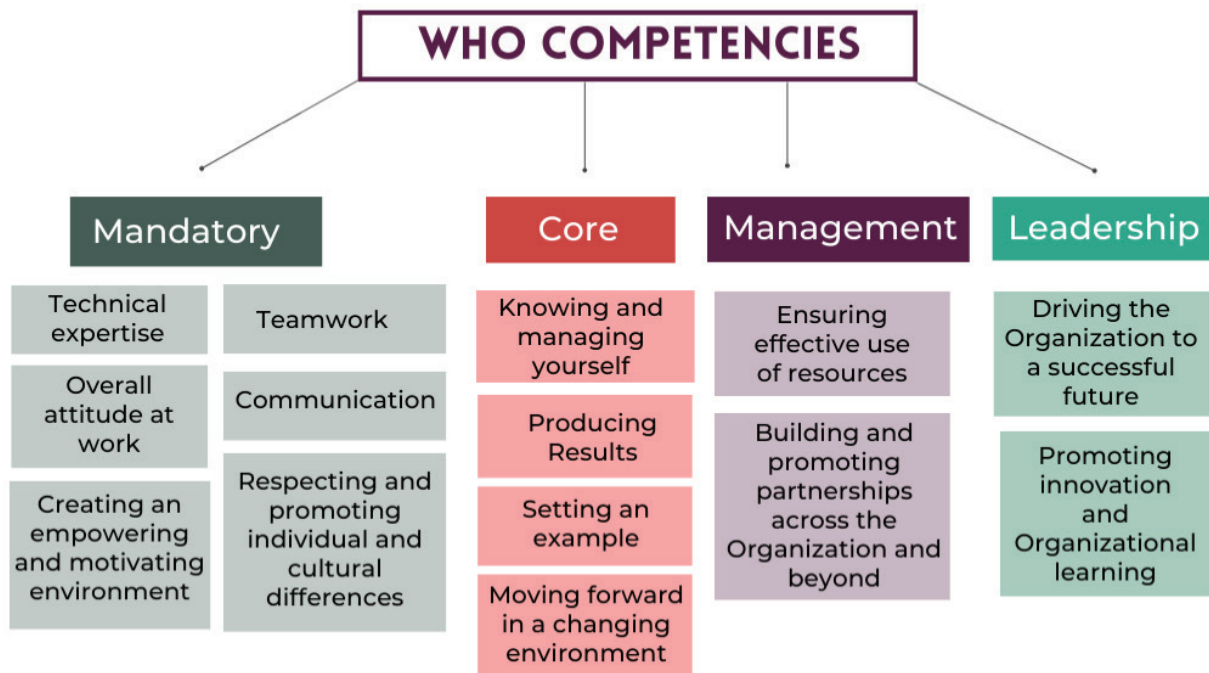 WHO COMPETENCIES
Mandatory
Technical
expertise
Overall
attitude at
work
Creating an
empowering
and motivating
environment
Teamwork
Communication
Respecting and
promoting
individual and
cultural
differences
Core
Knowing and
managing
yourself
Producing
Results
Setting an
example
Moving forward
in a changing
environment
Management
Ensuring
effective use
of resources
Building and
promoting
partnerships
across the
Organization and
beyond
Leadership
Driving the
Organization to
a successful
future
Promoting
innovation
and
Organizational
learning